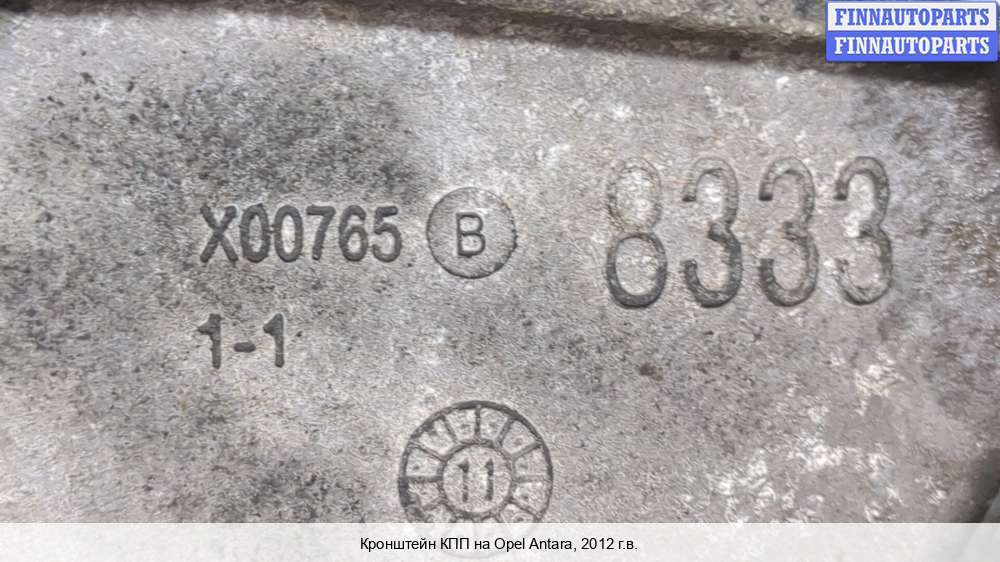 FINNAUTOPARTS
FINNAUTOPARTS
X00765 B 8333
1-1
11
Кронштейн КПП на Opel Antara, 2012 г.в.